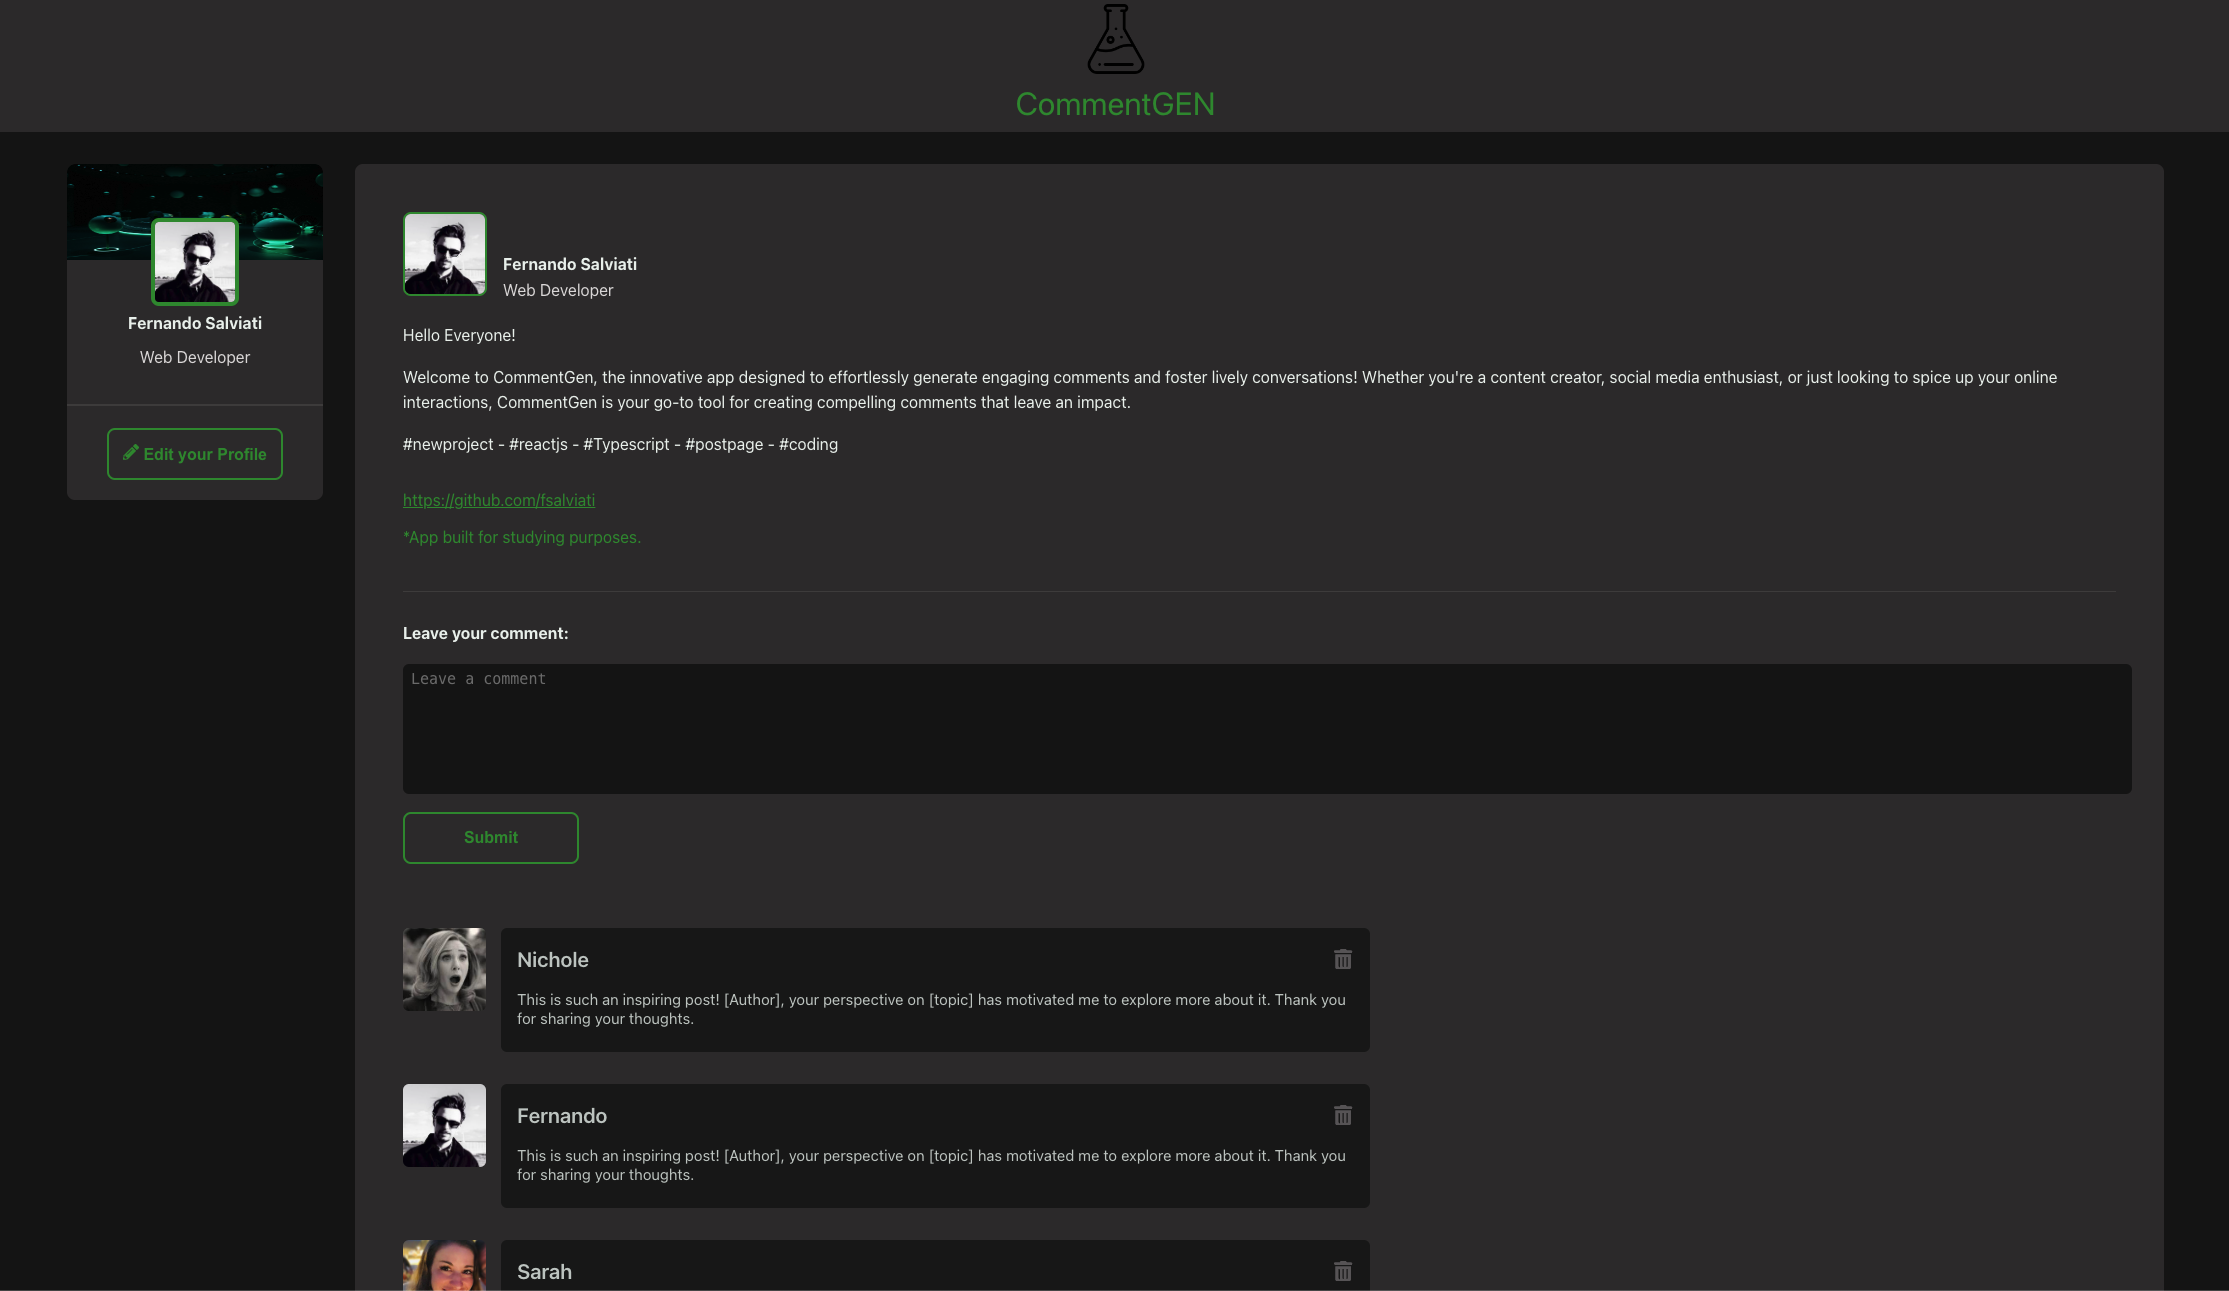 CommentGEN
Fernando Salviati
Web Developer
Edit your Profile
Fernando Salviati
Web Developer
Hello Everyone!
Welcome to CommentGen, the innovative app designed to effortlessly generate engaging comments and foster lively conversations! Whether you're a content creator, social media enthusiast, or just looking to spice up your online
interactions, CommentGen is your go-to tool for creating compelling comments that leave an impact.
#newproject - #reactjs - #Typescript - #postpage - #coding
https://github.com/fsalviati
*App built for studying purposes.
Leave your comment:
Leave a comment
Submit
Nichole
This is such an inspiring post! [Author], your perspective on [topic] has motivated me to explore more about it. Thank you
for sharing your thoughts.
Fernando
This is such an inspiring post! [Author], your perspective on [topic] has motivated me to explore more about it. Thank you
for sharing your thoughts.
Sarah